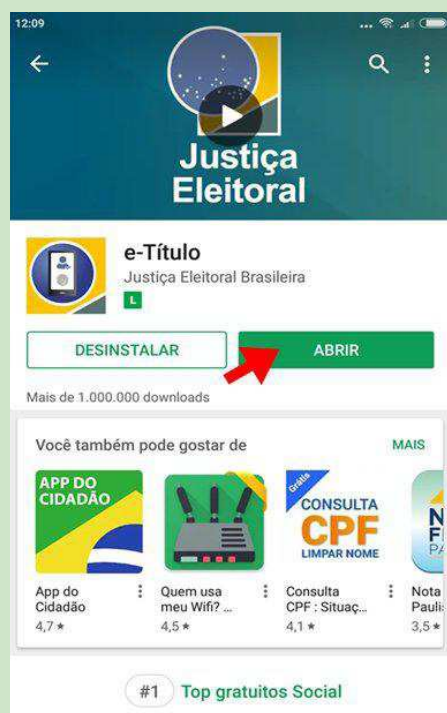 12:09
Justiça
Eleitoral
e-Título
Justiça Eleitoral Brasileira
L
DESINSTALAR
ABRIR
Mais de 1.000.000 downloads
Você também pode gostar de
MAIS
APP DO
CIDADÃO
Grátis
CONSULTA
CPF
LIMPAR NOME
N
F
PA
App do
Cidadão
4,7 ★
Quem usa
meu Wifi? ...
4,5 ★
Consulta
CPF : Situaç...
4,1 ★
Nota
Pauli
3,5 ★
#1 Top gratuitos Social